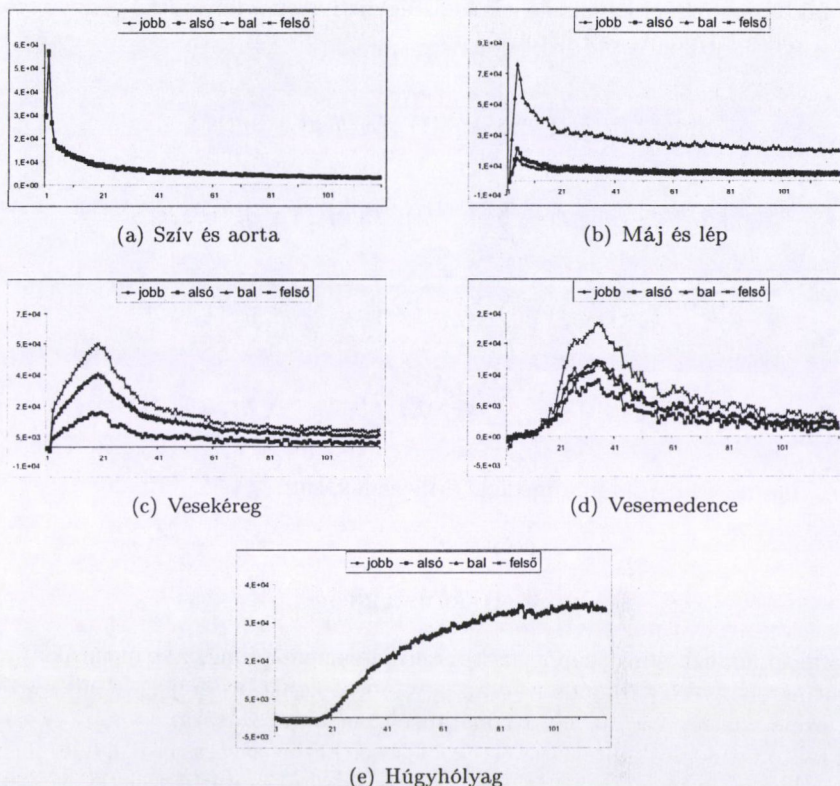 jobb alsó bal felső
6.E+04
5.E+04
4.E+04
3.E+04
2.E+04
1.E+04
0.E+00
1 21 41 61 81 101
(a) Szív és aorta
jobb alsó bal felső
9.E+04
7.E+04
5.E+04
3.E+04
1.E+04
-1.E+04
21 41 61 81 101
(b) Máj és lép
jobb alsó bal felső
7.E+04
5.E+04
4.E+04
2.E+04
5.E+03
-1.E+04
1 21 41 61 81 101
(c) Vesekéreg
jobb alsó bal felső
2.E+04
2.E+04
1.E+04
5.E+03
0.E+00
-5.E+03
21 41 61 81 101
(d) Vesemedence
jobb alsó bal felső
4.E+04
3.E+04
2.E+04
5.E+03
-5.E+03
21 41 61 81 101
(e) Húgyhólyag